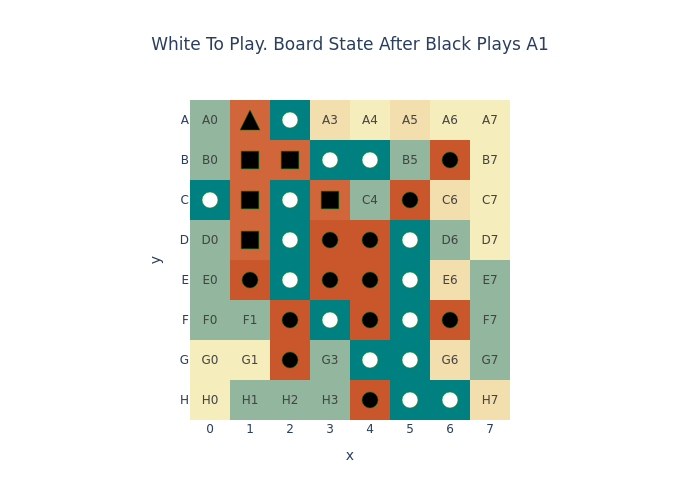 White To Play. Board State After Black Plays A1
A A0 A3 A4 A5 A6 A7
B B0 B5 B7
C C4 C6 C7
D D0 D6 D7
E E0 E6 E7
F F0 F1 F7
G G0 G1 G3 G6 G7
H H0 H1 H2 H3 H7
0 1 2 3 4 5 6 7
x
y